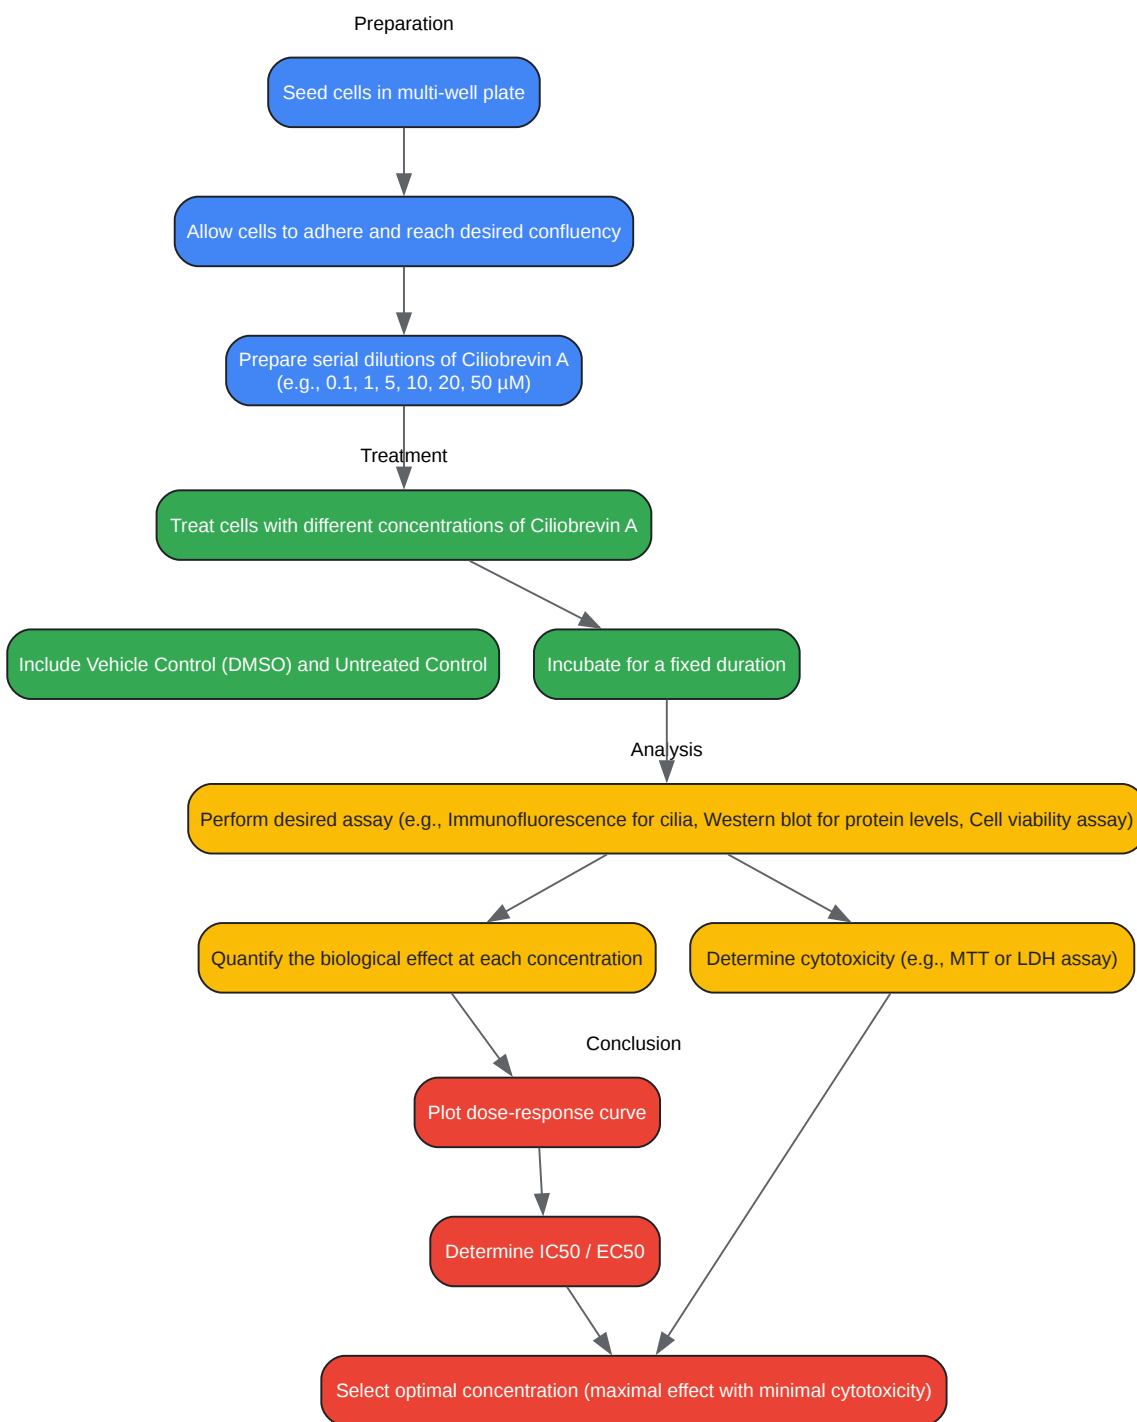 Preparation
Seed cells in multi-well plate
Allow cells to adhere and reach desired confluency
Prepare serial dilutions of Ciliobrevin A
(e.g., 0.1, 1, 5, 10, 20, 50 µM)
Treatment
Treat cells with different concentrations of Ciliobrevin A
Include Vehicle Control (DMSO) and Untreated Control
Incubate for a fixed duration
Analysis
Perform desired assay (e.g., Immunofluorescence for cilia, Western blot for protein levels, Cell viability assay)
Quantify the biological effect at each concentration
Determine cytotoxicity (e.g., MTT or LDH assay)
Conclusion
Plot dose-response curve
Determine IC50 / EC50
Select optimal concentration (maximal effect with minimal cytotoxicity)